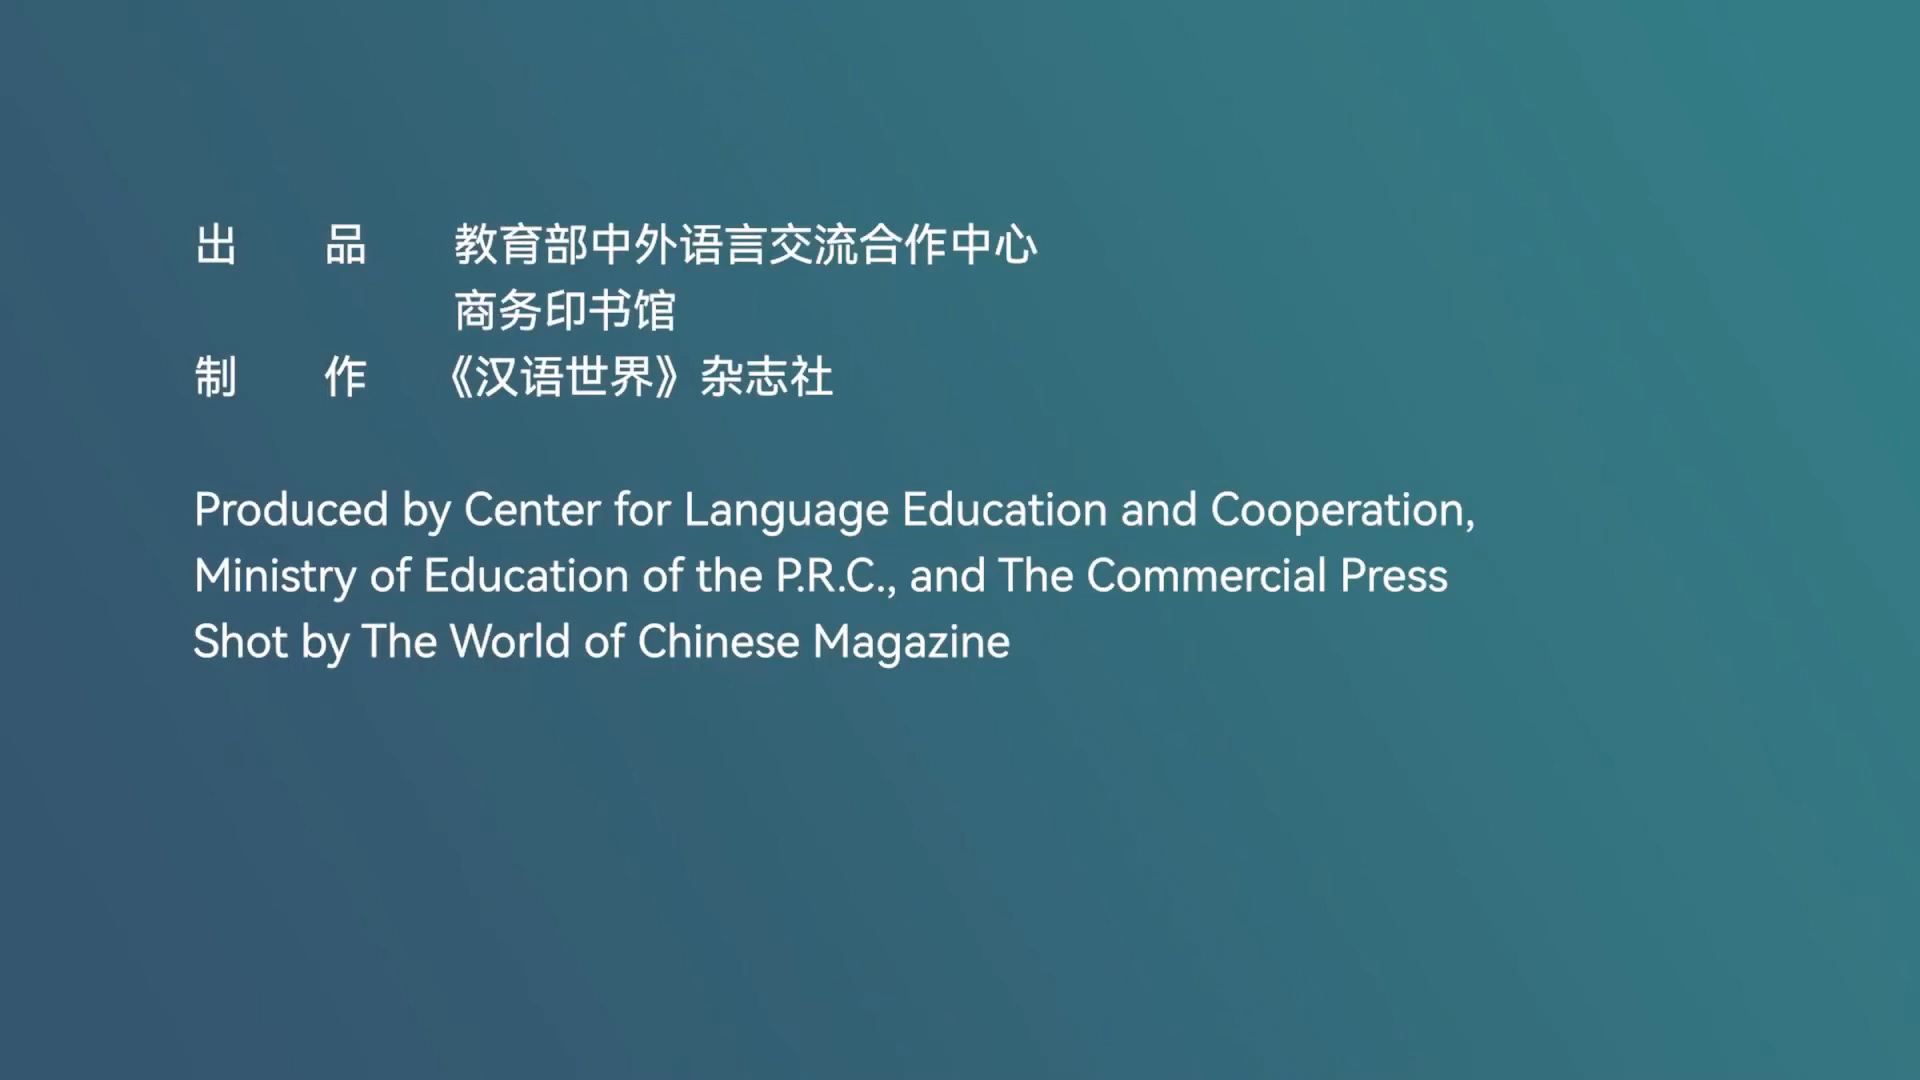 出 品 教育部中外语言交流合作中心
商务印书馆
制 作 《汉语世界》杂志社
Produced by Center for Language Education and Cooperation,
Ministry of Education of the P.R.C., and The Commercial Press
Shot by The World of Chinese Magazine